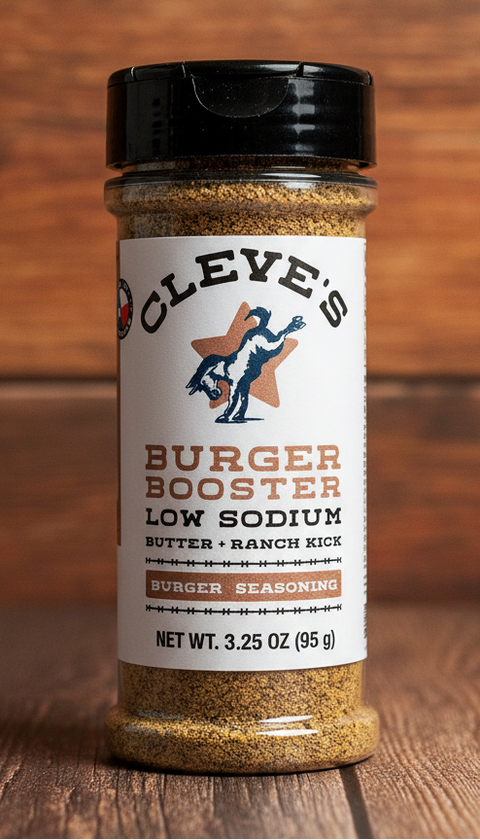 CLEVE'S
BURGER
BOOSTER
LOW SODIUM
BUTTER + RANCH KICK
BURGER SEASONING
NET WT. 3.25 OZ (95 g)